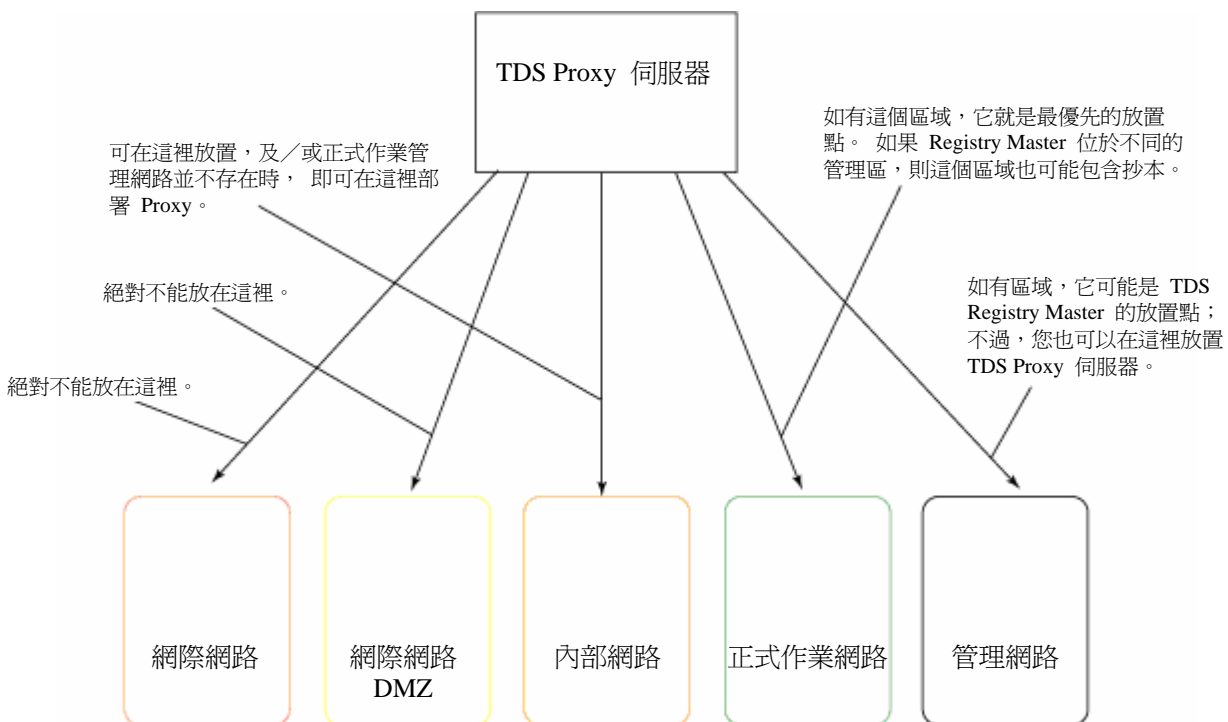 TDS Proxy 伺服器
如有這個區域，它就是最優先的放置
點。 如果 Registry Master 位於不同的
管理區，則這個區域也可能包含抄本。
可在這裡放置，及／或正式作業管
理網路並不存在時， 即可在這裡部
署 Proxy。
絕對不能放在這裡。
如有區域，它可能是 TDS
Registry Master 的放置點；
不過，您也可以在這裡放置
TDS Proxy 伺服器。
絕對不能放在這裡。
網際網路
網際網路
DMZ
內部網路
正式作業網路
管理網路